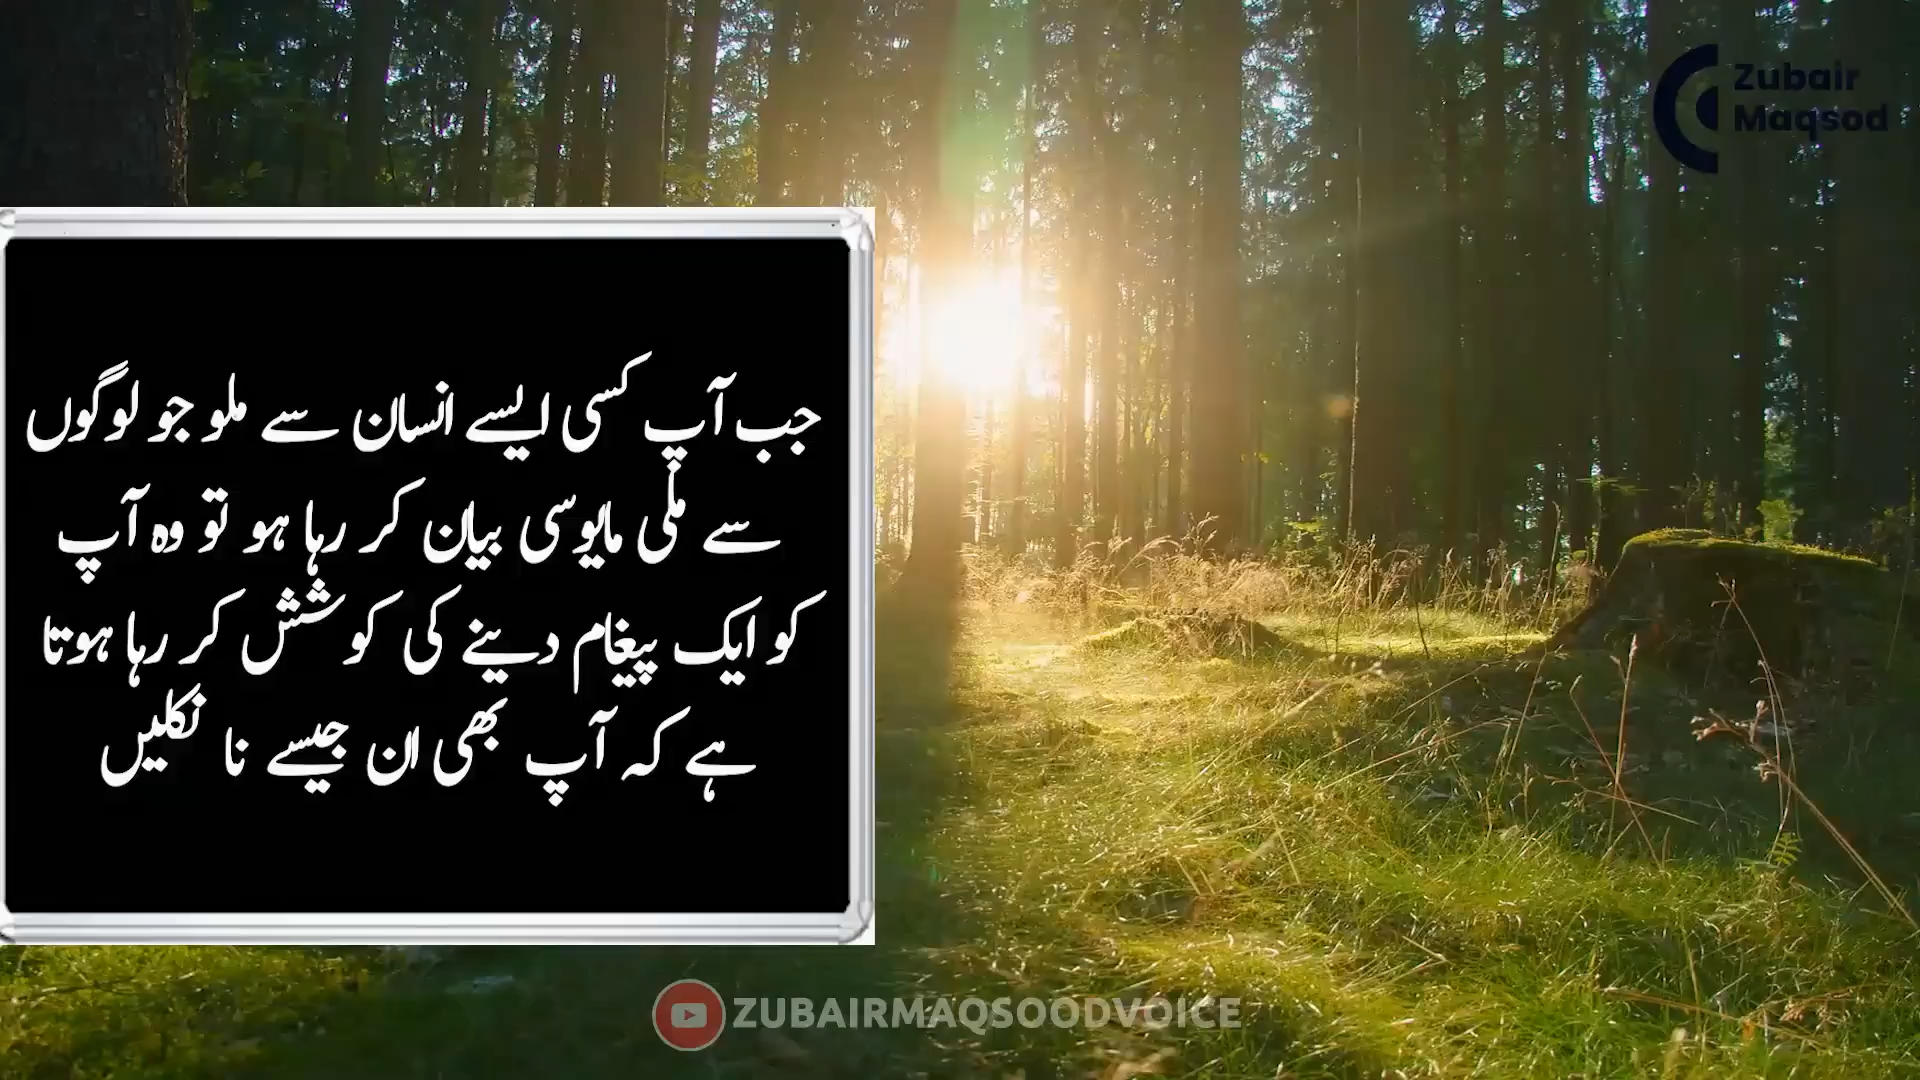 Zubair
Maqsod
جب آپ کسی ایسے انسان سے ملو جو لوگوں
سے ملی مایوسی بیان کر رہا ہو تو وہ آپ
کو ایک پیغام دینے کی کوشش کر رہا ہوتا
ہے کہ آپ بھی ان جیسے نا نکلیں
ZUBAIRMAQSOODVOICE